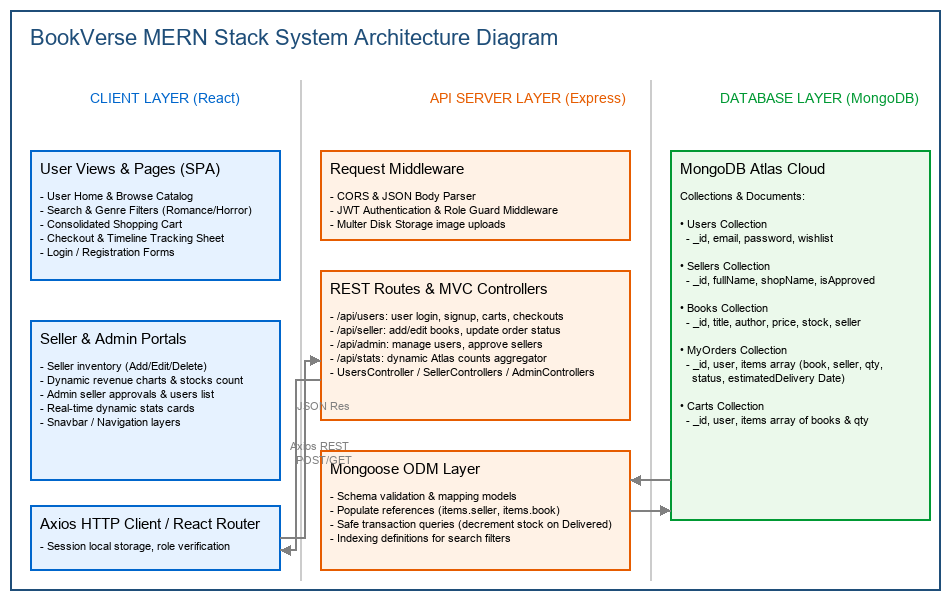 BookVerse MERN Stack System Architecture Diagram
CLIENT LAYER (React)
API SERVER LAYER (Express)
DATABASE LAYER (MongoDB)
User Views & Pages (SPA)
- User Home & Browse Catalog
- Search & Genre Filters (Romance/Horror)
- Consolidated Shopping Cart
- Checkout & Timeline Tracking Sheet
- Login / Registration Forms
Seller & Admin Portals
- Seller inventory (Add/Edit/Delete)
- Dynamic revenue charts & stocks count
- Admin seller approvals & users list
- Real-time dynamic stats cards
- Snavbar / Navigation layers
Axios HTTP Client / React Router
- Session local storage, role verification
JSON Res
Axios REST
POST/GET
Request Middleware
- CORS & JSON Body Parser
- JWT Authentication & Role Guard Middleware
- Multer Disk Storage image uploads
REST Routes & MVC Controllers
- /api/users: user login, signup, carts, checkouts
- /api/seller: add/edit books, update order status
- /api/admin: manage users, approve sellers
- /api/stats: dynamic Atlas counts aggregator
- UsersController / SellerControllers / AdminControllers
Mongoose ODM Layer
- Schema validation & mapping models
- Populate references (items.seller, items.book)
- Safe transaction queries (decrement stock on Delivered)
- Indexing definitions for search filters
MongoDB Atlas Cloud
Collections & Documents:
• Users Collection
- _id, email, password, wishlist
• Sellers Collection
- _id, fullName, shopName, isApproved
• Books Collection
- _id, title, author, price, stock, seller
• MyOrders Collection
- _id, user, items array (book, seller, qty,
status, estimatedDelivery Date)
• Carts Collection
- _id, user, items array of books & qty